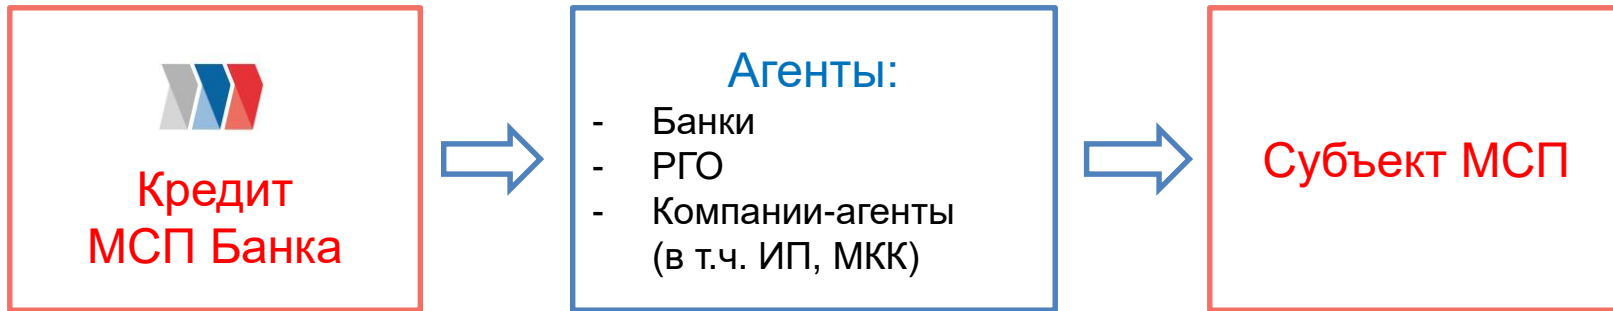 Кредит
МСП Банка
Агенты:
- Банки
- РГО
- Компании-агенты
(в т.ч. ИП, МКК)
Субъект МСП